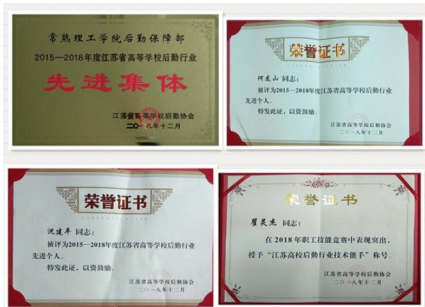 常熟理工学院后勤保障部
2015—2018年度江苏省高等学校后勤行业
先进集体
江苏省高等学校后勤协会
二〇一八年十二月
荣誉证书
何龙山 同志：
被评为2015—2018年度江苏省高等学校后勤行业
先进个人。
特发此证，以资鼓励。
江苏省高等学校后勤协会
二〇一八年十二月
荣誉证书
沈建平 同志：
被评为2015—2018年度江苏省高等学校后勤行业
先进个人。
特发此证，以资鼓励。
江苏省高等学校后勤协会
二〇一八年十二月
荣誉证书
瞿灵杰 同志：
在2018年职工技能竞赛中表现突出，
授予“江苏高校后勤行业技术能手”称号。
江苏省高等学校后勤协会
二〇一八年十二月